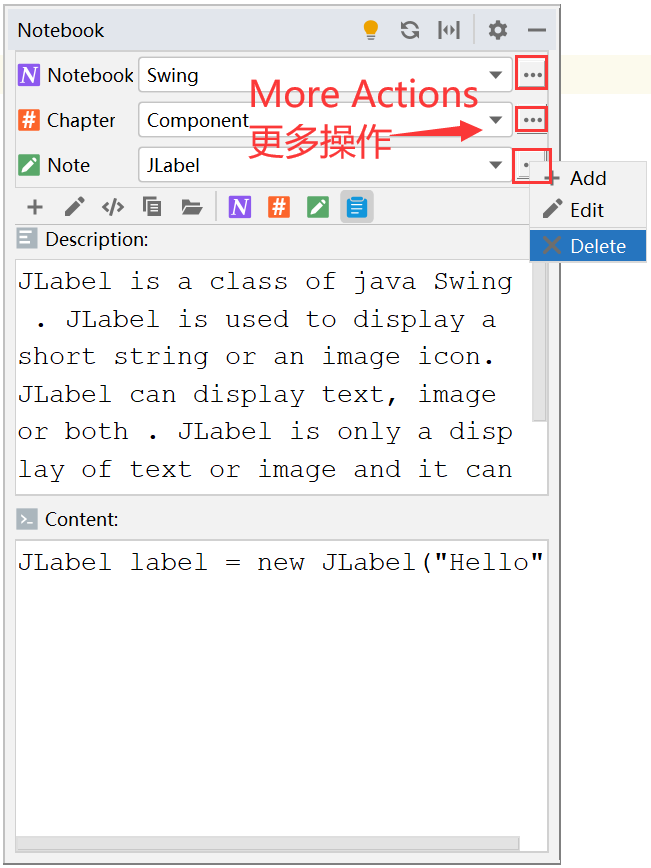 Notebook
Notebook Swing
More Actions
Chapter Component
更多操作
Note JLabel
Add
Edit
Delete
Description:
JLabel is a class of java Swing
. JLabel is used to display a
short string or an image icon.
JLabel can display text, image
or both . JLabel is only a disp
lay of text or image and it can
Content:
JLabel label = new JLabel("Hello"